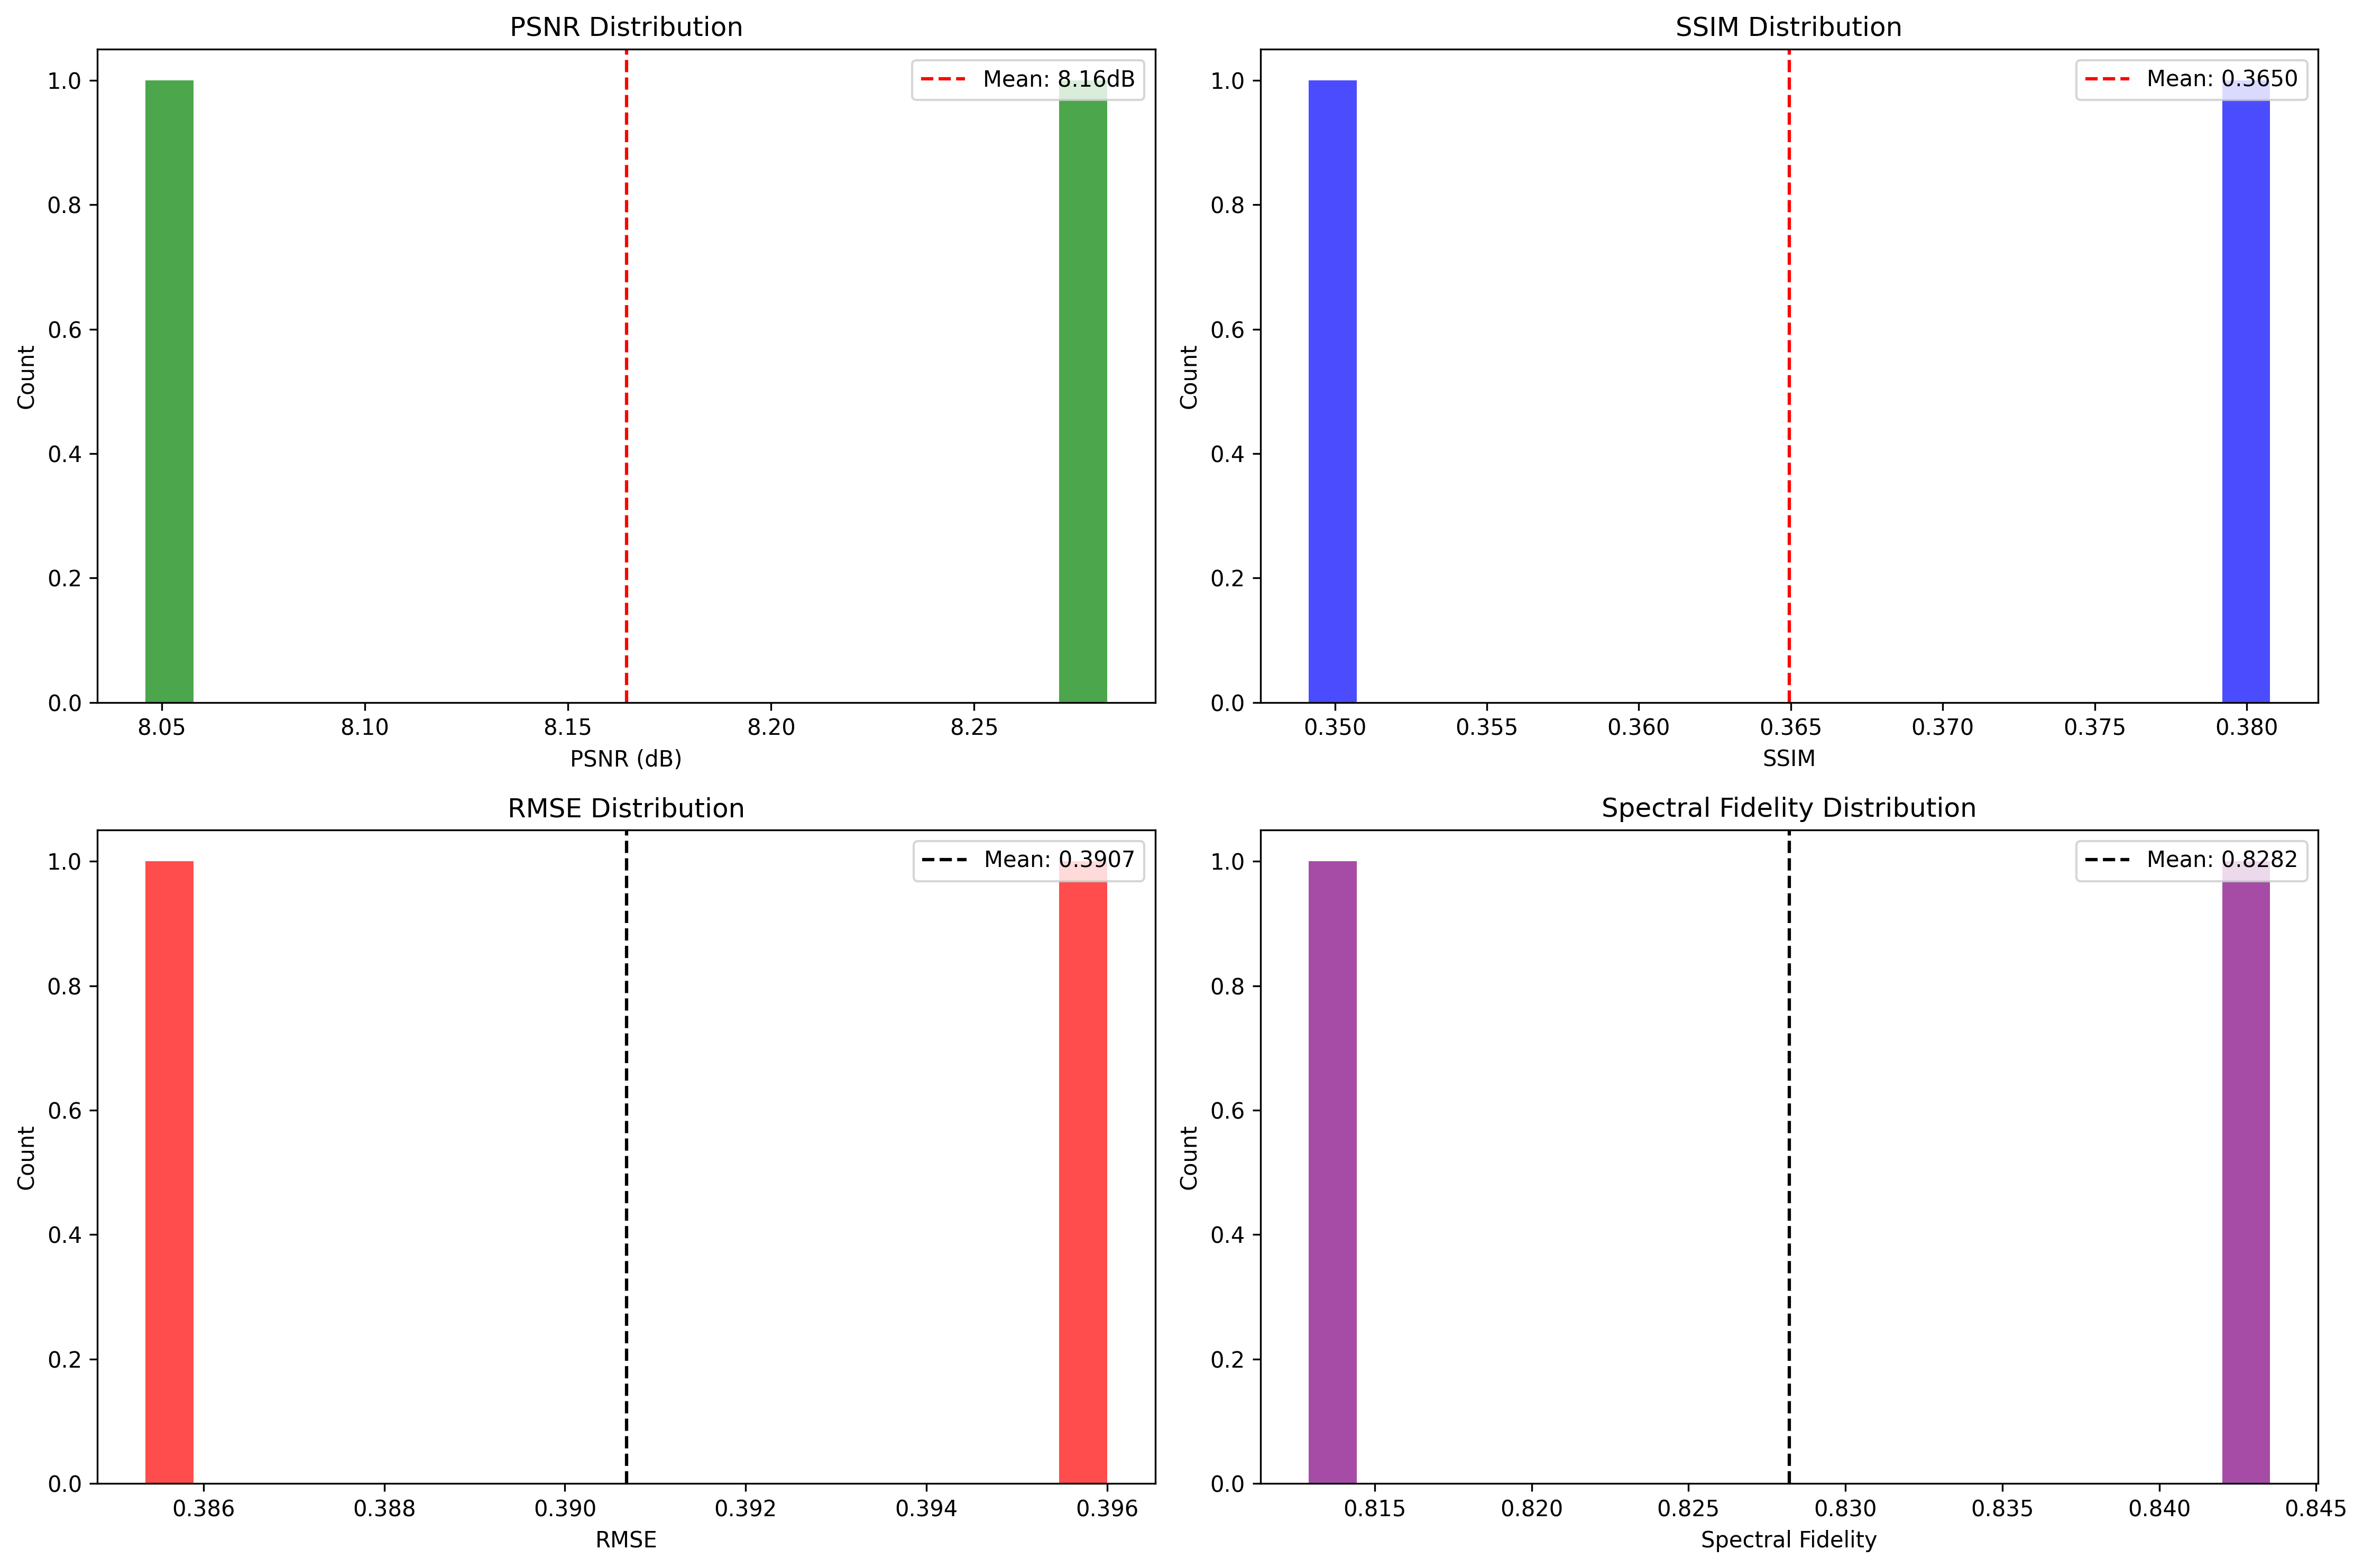 PSNR Distribution
Mean: 8.16dB
1.0
0.8
0.6
0.4
0.2
0.0
Count
8.05 8.10 8.15 8.20 8.25
PSNR (dB)
SSIM Distribution
Mean: 0.3650
1.0
0.8
0.6
0.4
0.2
0.0
Count
0.350 0.355 0.360 0.365 0.370 0.375 0.380
SSIM
RMSE Distribution
Mean: 0.3907
1.0
0.8
0.6
0.4
0.2
0.0
Count
0.386 0.388 0.390 0.392 0.394 0.396
RMSE
Spectral Fidelity Distribution
Mean: 0.8282
1.0
0.8
0.6
0.4
0.2
0.0
Count
0.815 0.820 0.825 0.830 0.835 0.840 0.845
Spectral Fidelity